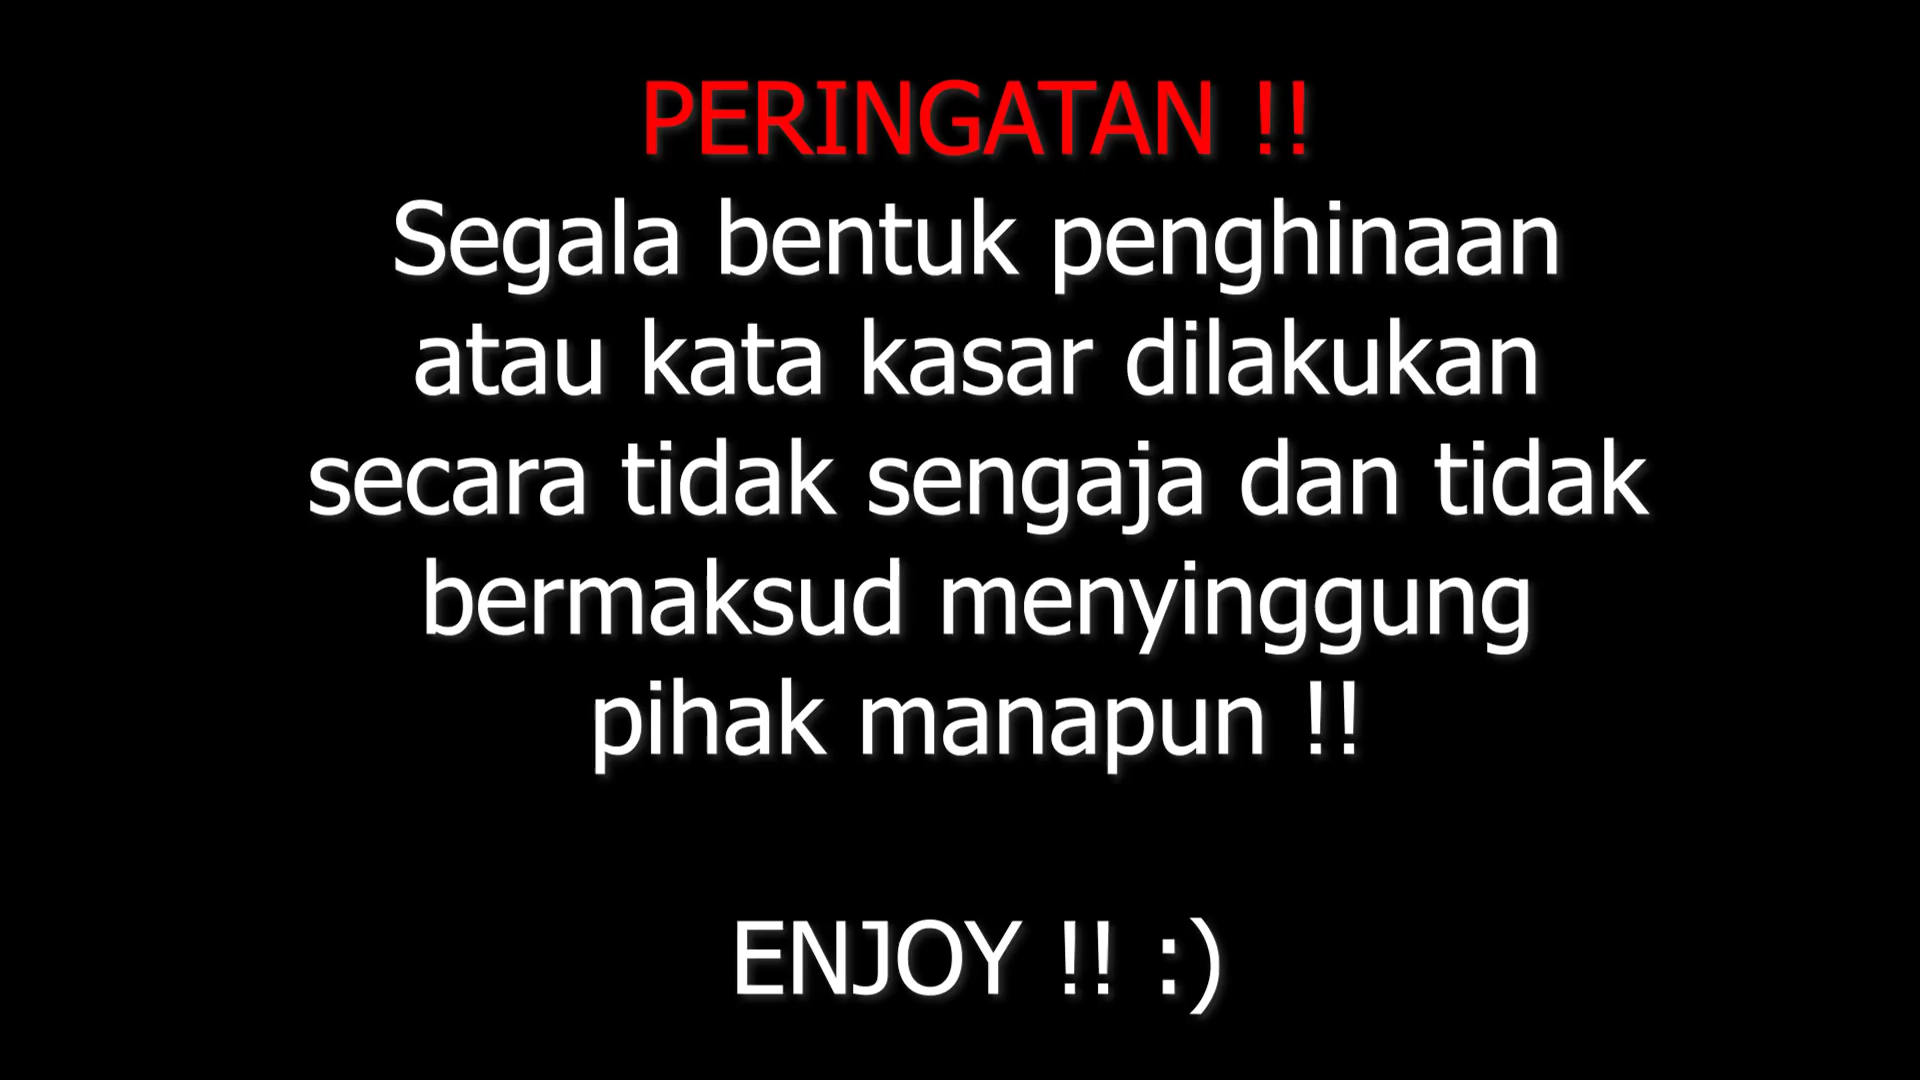 PERINGATAN !!
Segala bentuk penghinaan
atau kata kasar dilakukan
secara tidak sengaja dan tidak
bermaksud menyinggung
pihak manapun !!
ENJOY !! :)